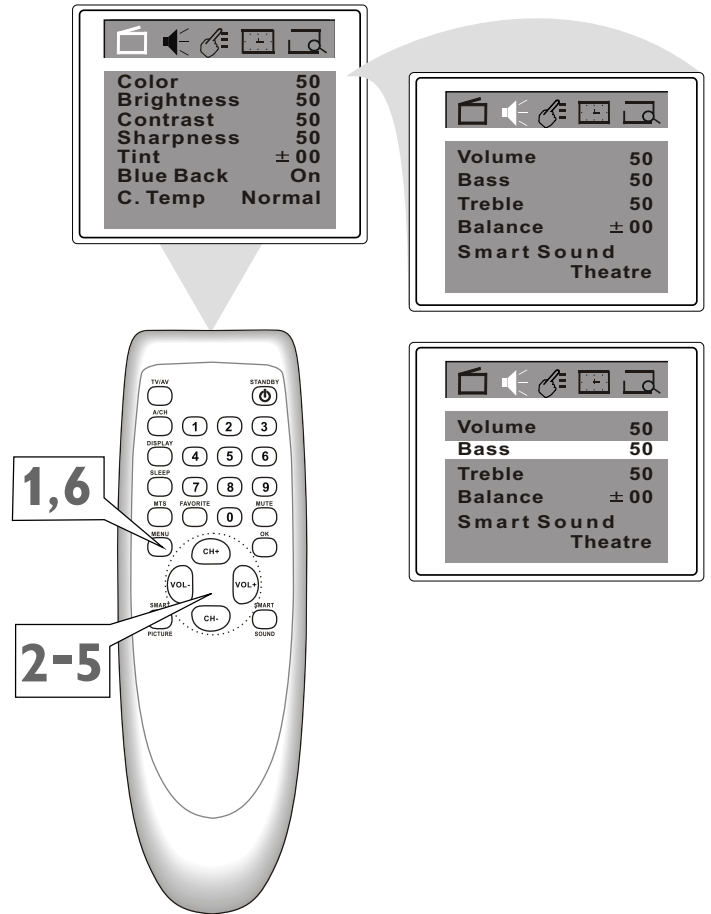 Color 50
Brightness 50
Contrast 50
Sharpness 50
Tint ±00
Blue Back On
C. Temp Normal
Volume 50
Bass 50
Treble 50
Balance ±00
Smart Sound
Theatre
Volume 50
Bass 50
Treble 50
Balance ±00
Smart Sound
Theatre
TV/AV STANDBY
A/CH
1 2 3
DISPLAY
4 5 6
SLEEP
7 8 9
MTS FAVORITE MUTE
0
MENU OK
CH+
VOL- VOL+
CH-
SMART SMART
PICTURE SOUND
1,6
2-5